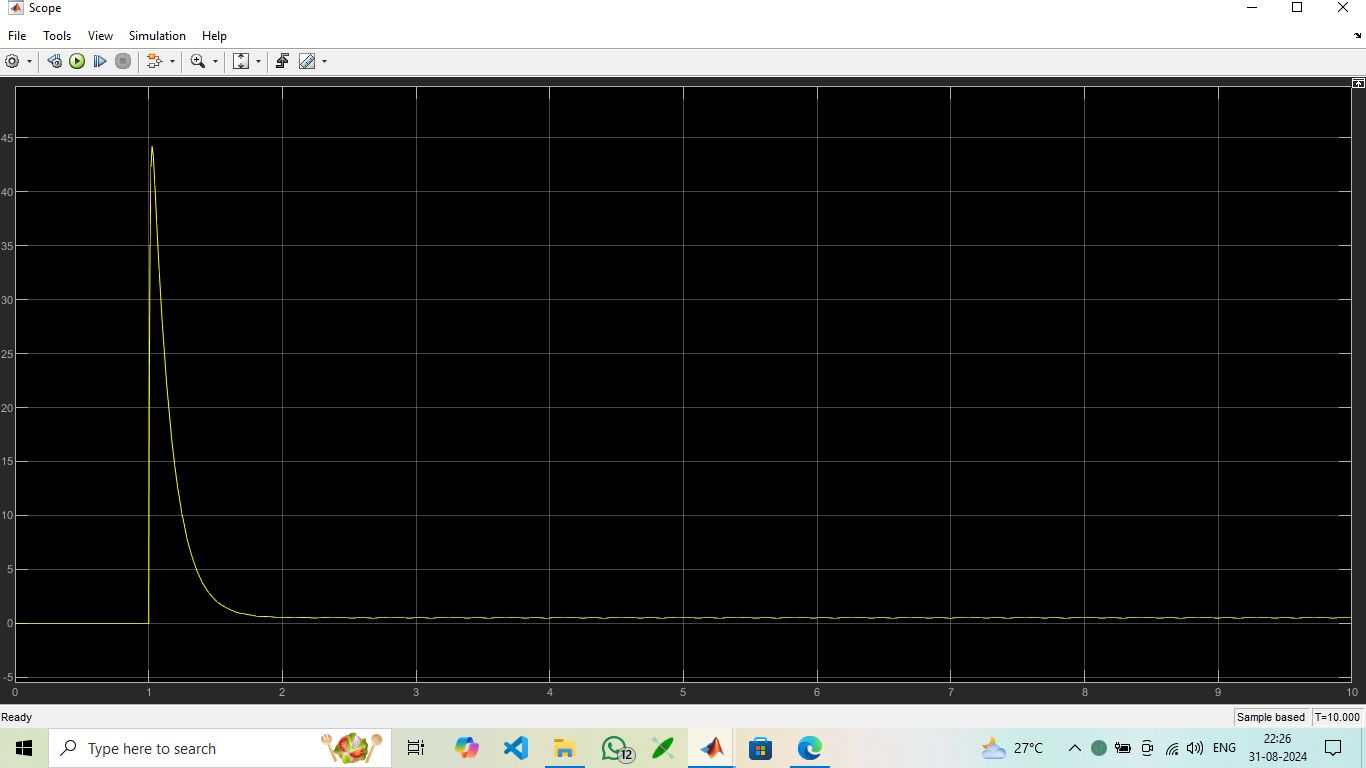 Scope
File Tools View Simulation Help
45
40
35
30
25
20
15
10
5
0
-5
0 1 2 3 4 5 6 7 8 9 10
Ready Sample based T=10.000
Type here to search 12 27°C ENG 22:26
31-08-2024